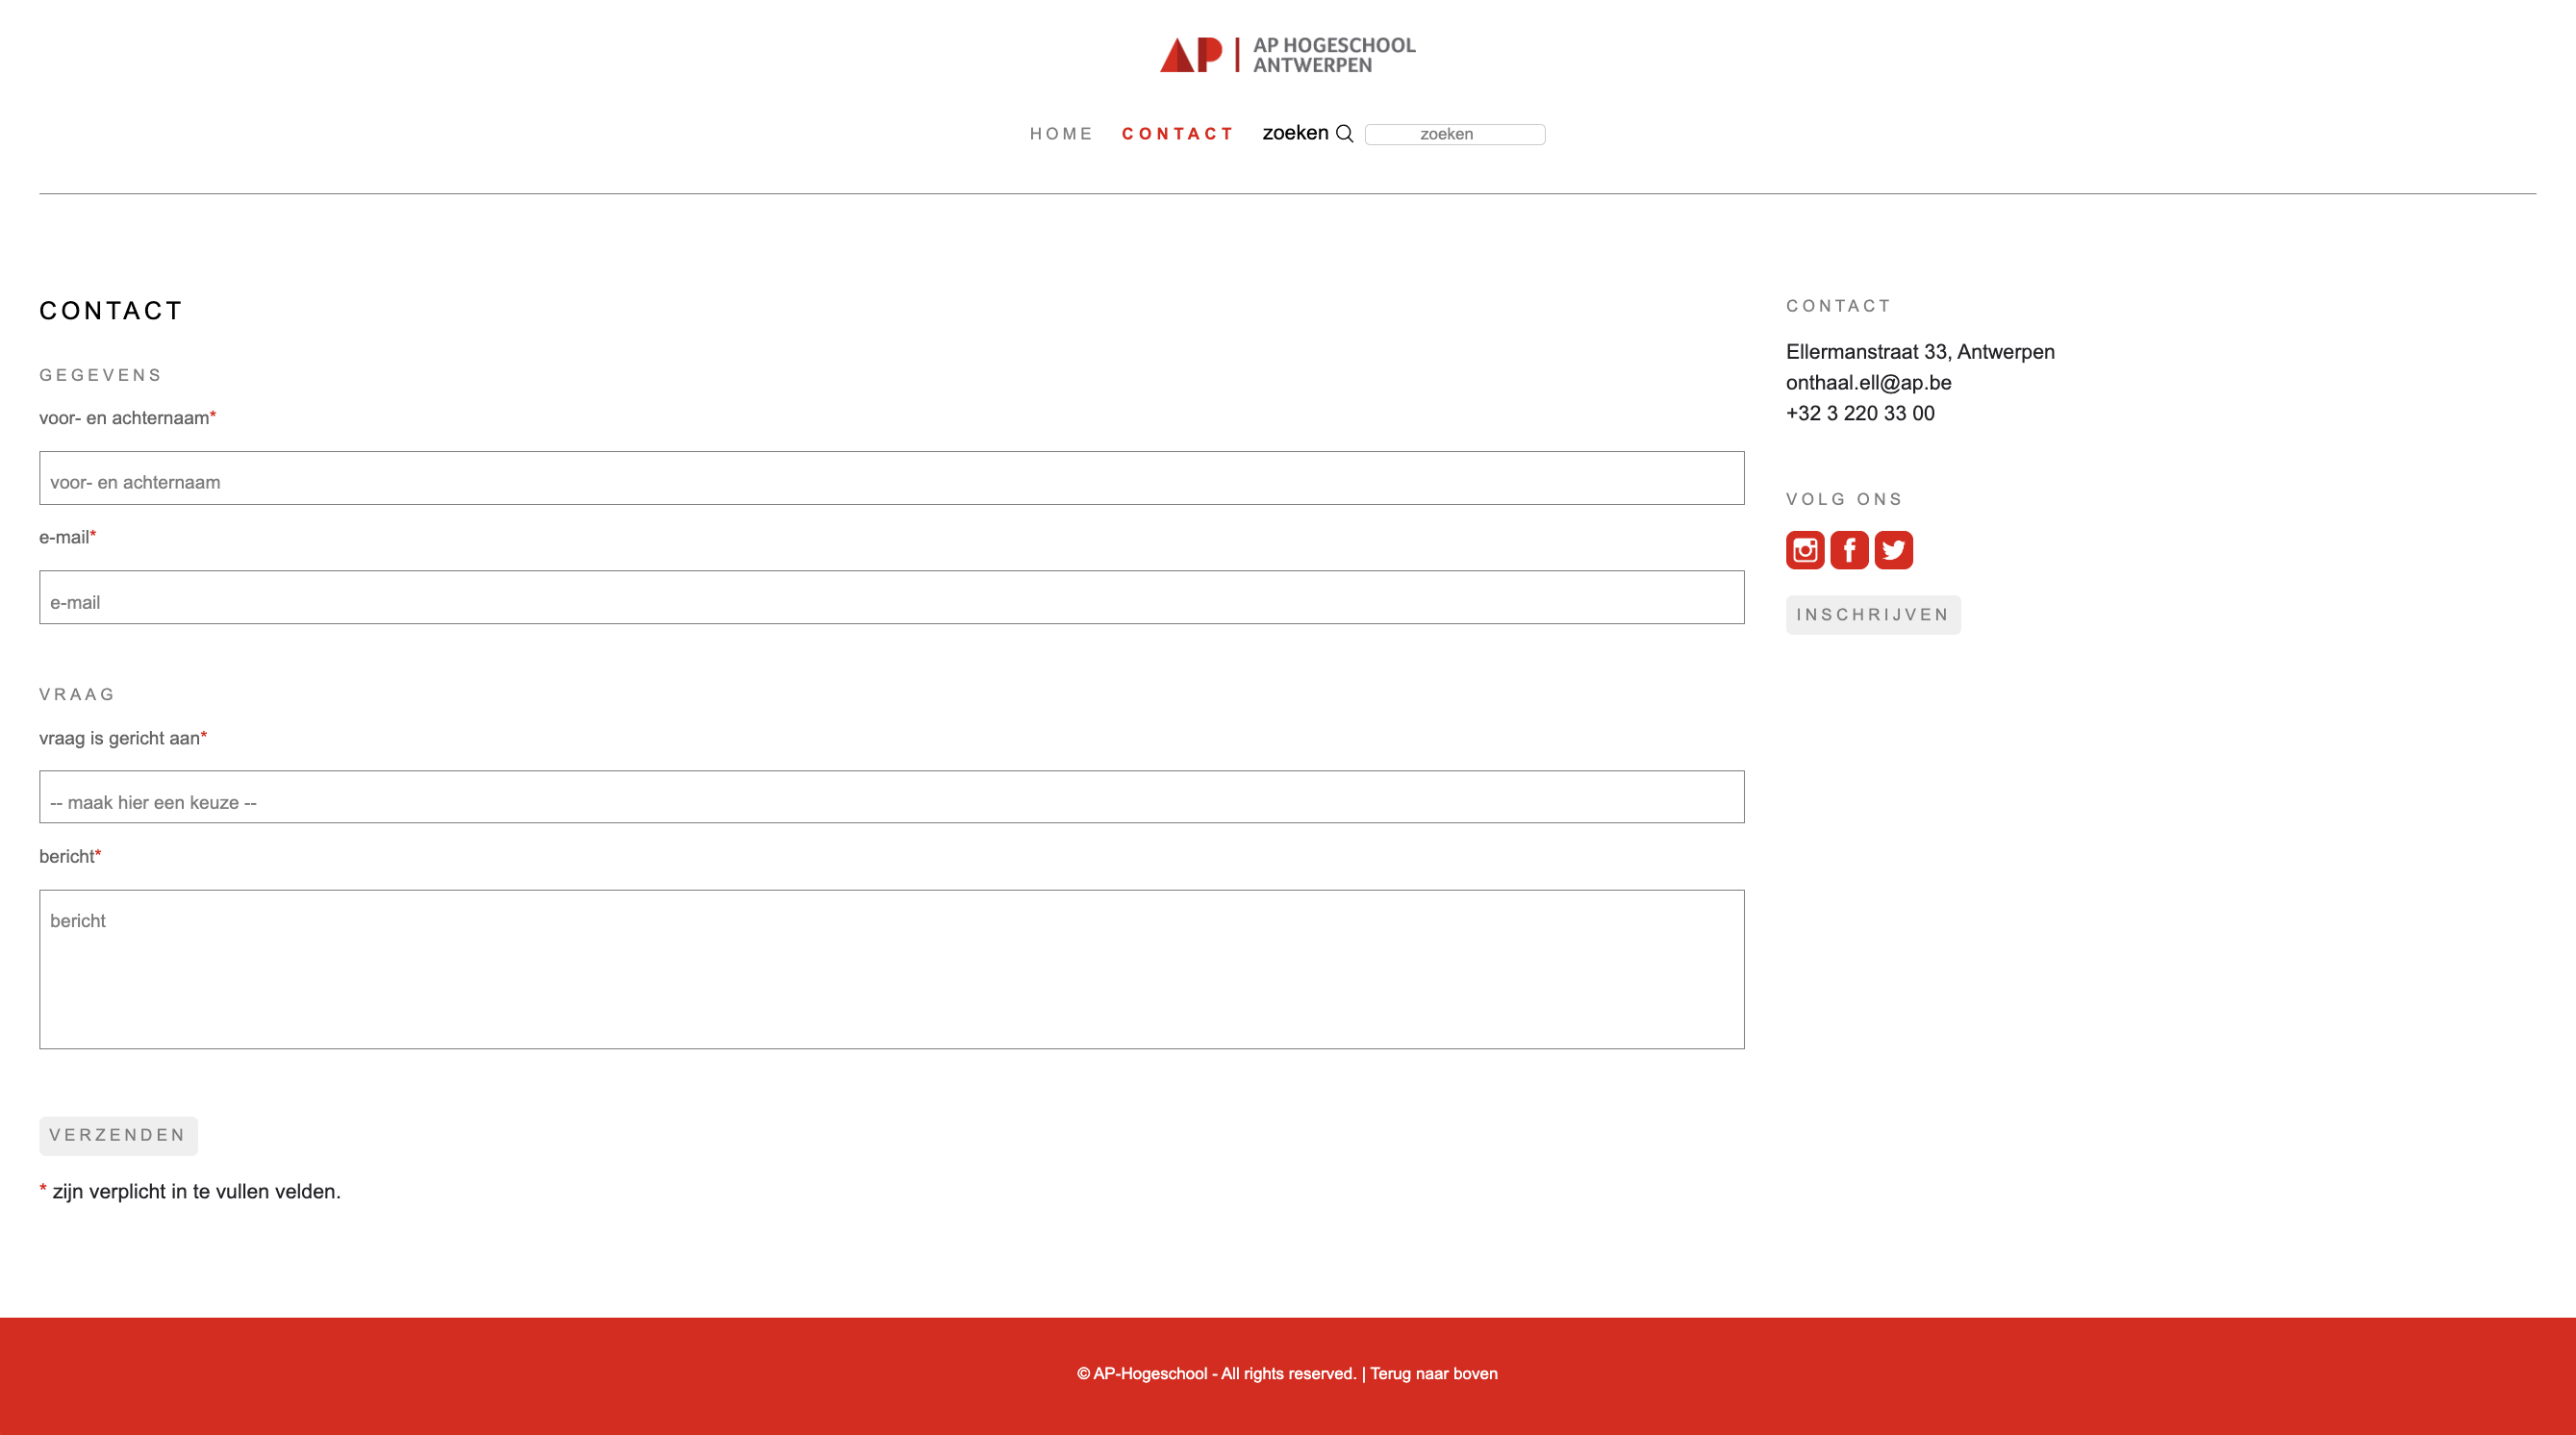 AP | AP HOGESCHOOL
ANTWERPEN
HOME CONTACT zoeken zoeken
CONTACT
GEGEVENS
voor- en achternaam*
voor- en achternaam
e-mail*
e-mail
VRAAG
vraag is gericht aan*
-- maak hier een keuze --
bericht*
bericht
VERZENDEN
* zijn verplicht in te vullen velden.
CONTACT
Ellermanstraat 33, Antwerpen
onthaal.ell@ap.be
+32 3 220 33 00
VOLG ONS
INSCHRIJVEN
© AP-Hogeschool - All rights reserved. | Terug naar boven